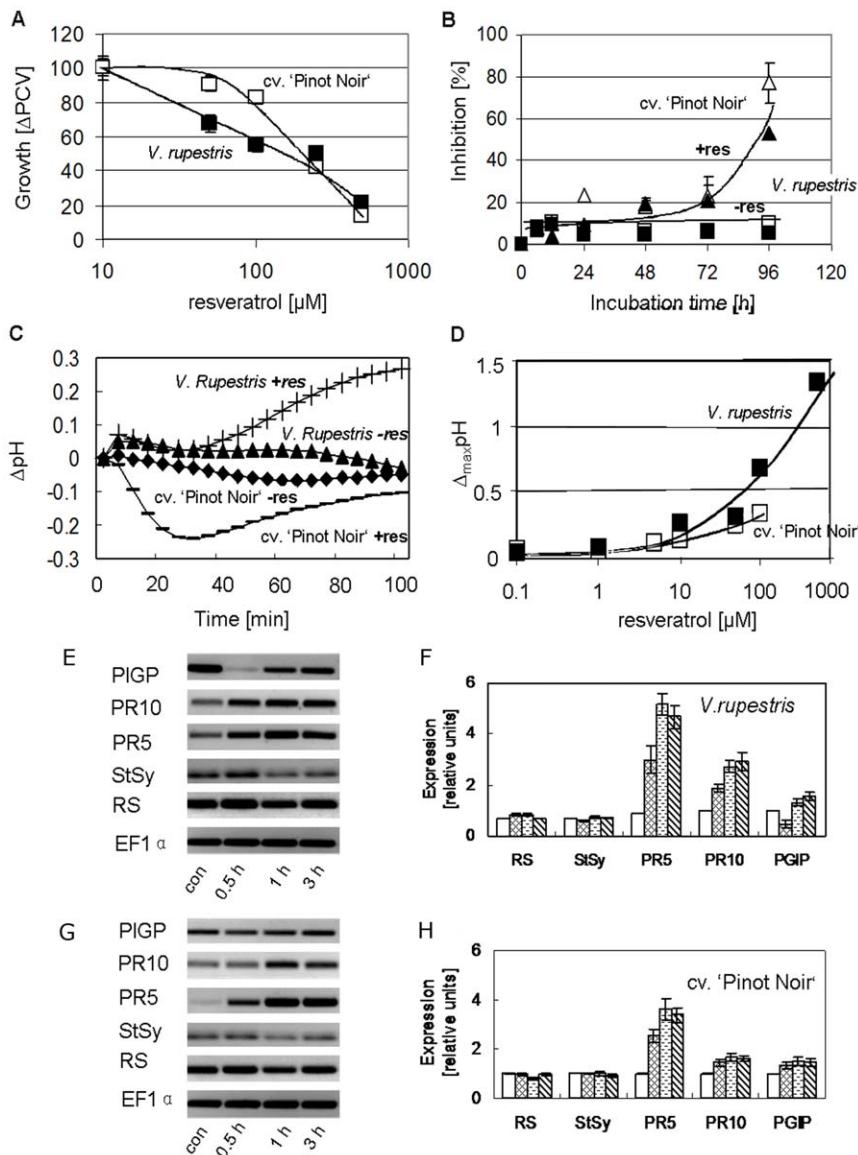 A
Growth [ΔPCV]
120
100
80
60
40
20
0
cv. 'Pinot Noir'
V. rupestris
10
100
1000
resveratrol [µM]
B
Inhibition [%]
100
80
60
40
20
0
cv. 'Pinot Noir'
+res
V. rupestris
-res
0
24
48
72
96
120
Incubation time [h]
C
ΔpH
0.3
0.2
0.1
0
-0.1
-0.2
-0.3
V. Rupestris +res
V. Rupestris -res
cv. 'Pinot Noir' -res
cv. 'Pinot Noir' +res
0
20
40
60
80
100
Time [min]
D
ΔmaxpH
1.5
1
0.5
0
V. rupestris
cv. 'Pinot Noir'
0.1
1
10
100
1000
resveratrol [µM]
E
PIGP
PR10
PR5
StSy
RS
EF1 α
con
0.5 h
1 h
3 h
F
Expression
[relative units]
6
4
2
0
V.rupestris
RS
StSy
PR5
PR10
PGIP
G
PIGP
PR10
PR5
StSy
RS
EF1 α
con
0.5 h
1 h
3 h
H
Expression
[relative units]
6
4
2
0
cv. 'Pinot Noir'
RS
StSy
PR5
PR10
PGIP